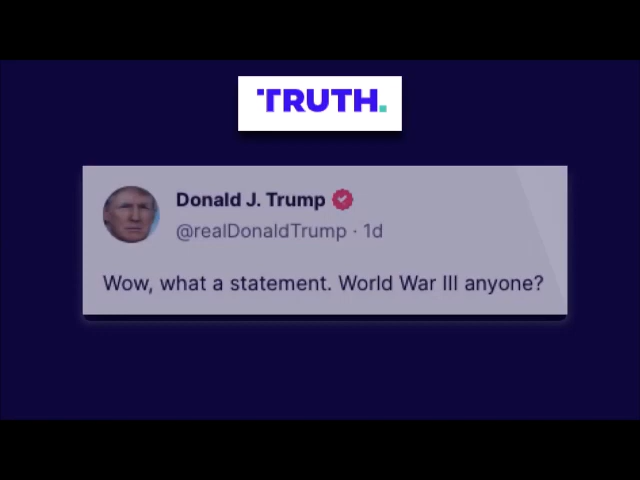 TRUTH.
Donald J. Trump
@realDonaldTrump · 1d
Wow, what a statement. World War III anyone?